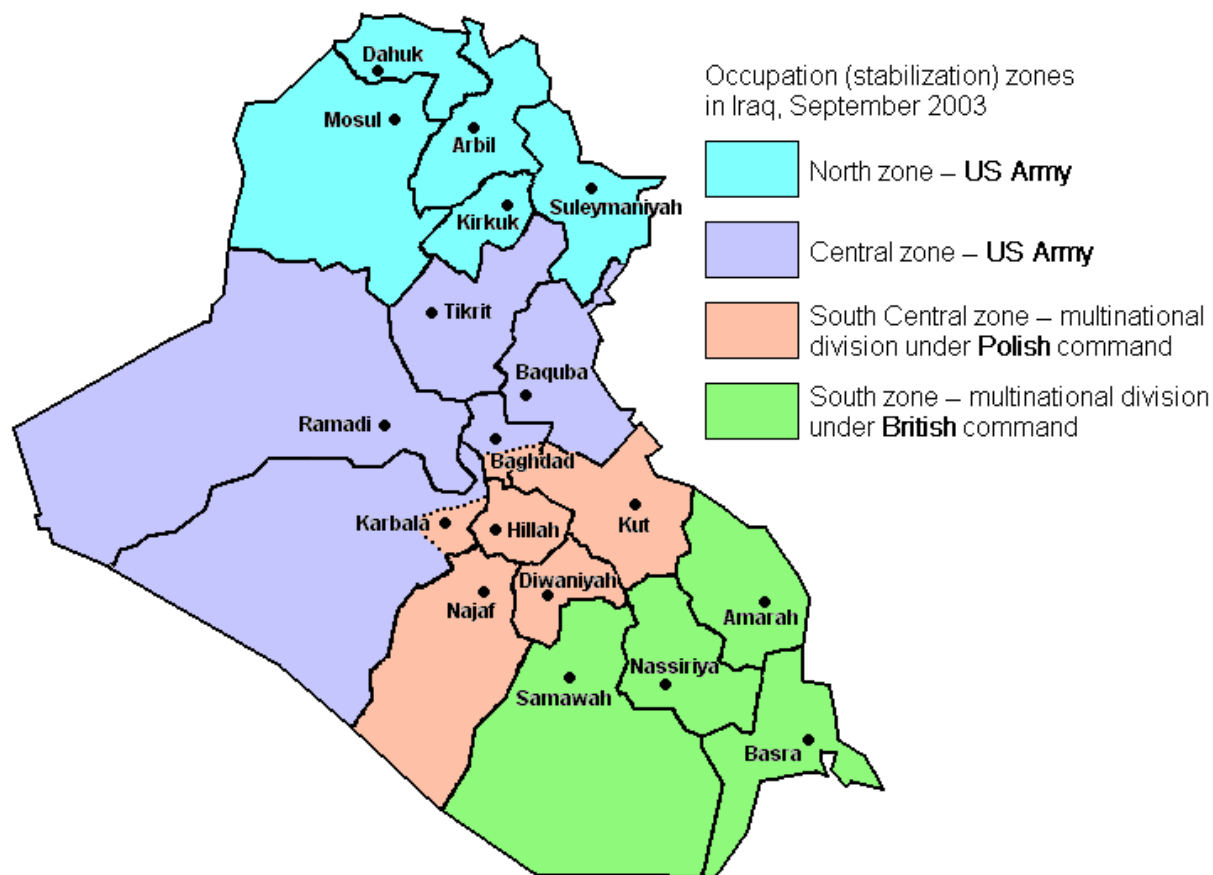 Dahuk
Mosul
Arbil
Suleymaniyah
Kirkuk
Tikrit
Baquba
Ramadi
Baghdad
Karbala
Hillah
Kut
Diwaniyah
Najaf
Amarah
Nassiriya
Samawah
Basra
Occupation (stabilization) zones
in Iraq, September 2003
North zone – US Army
Central zone – US Army
South Central zone – multinational
division under Polish command
South zone – multinational division
under British command